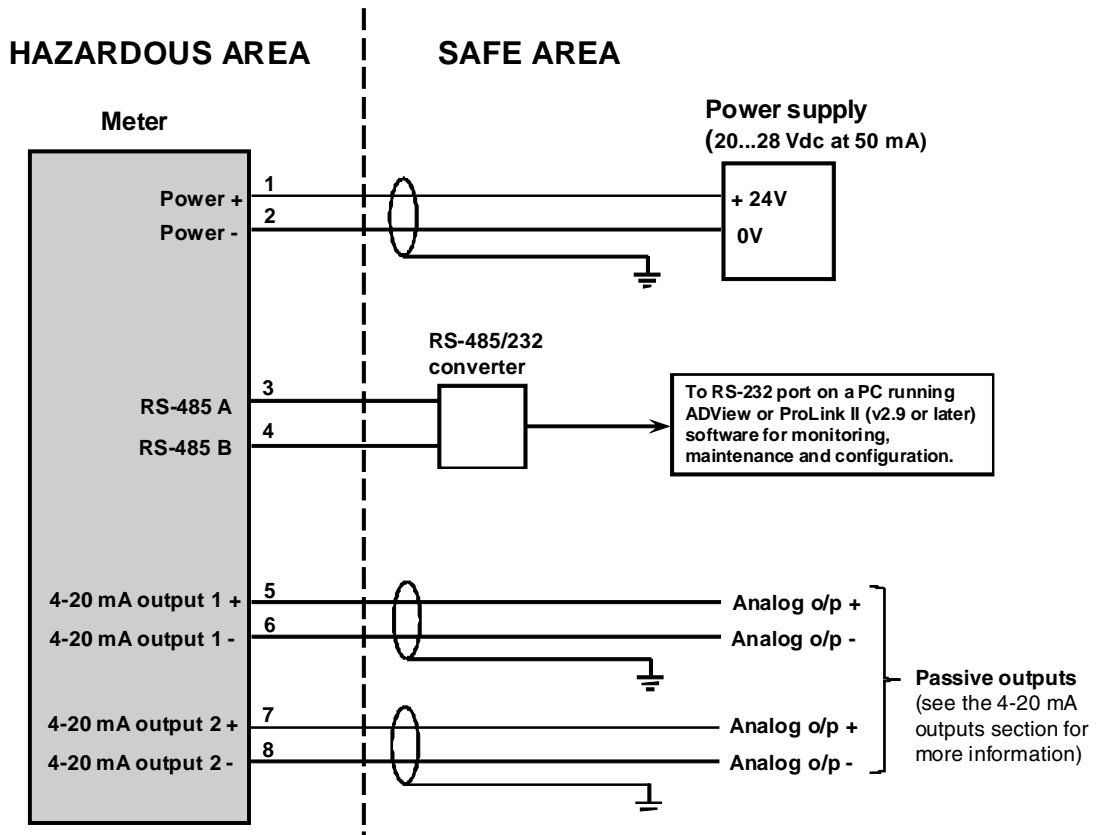 HAZARDOUS AREA
SAFE AREA
Meter
Power supply
(20...28 Vdc at 50 mA)
Power +
1
+ 24V
Power -
2
0V
RS-485/232
converter
RS-485 A
3
RS-485 B
4
To RS-232 port on a PC running
ADView or ProLink II (v2.9 or later)
software for monitoring,
maintenance and configuration.
4-20 mA output 1 +
5
Analog o/p +
4-20 mA output 1 -
6
Analog o/p -
4-20 mA output 2 +
7
Analog o/p +
4-20 mA output 2 -
8
Analog o/p -
Passive outputs
(see the 4-20 mA
outputs section for
more information)